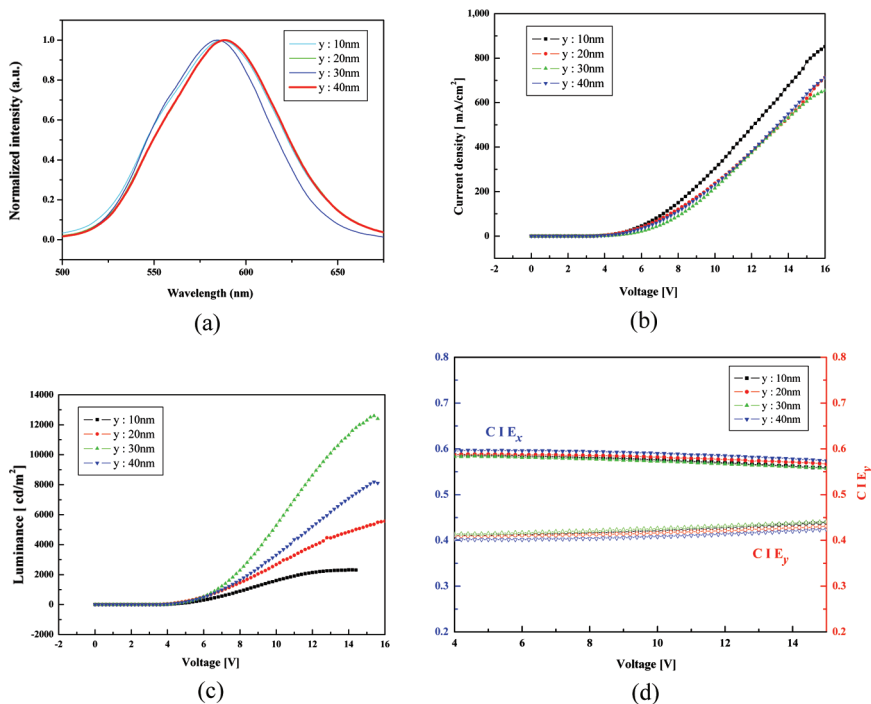 Normalized intensity (a.u.)
1.0
0.8
0.6
0.4
0.2
0.0
500
550
600
650
Wavelength (nm)
y : 10nm
y : 20nm
y : 30nm
y : 40nm
(a)
Current density [ mA/cm²]
1,000
800
600
400
200
0
-2
0
2
4
6
8
10
12
14
16
Voltage [V]
y : 10nm
y : 20nm
y : 30nm
y : 40nm
(b)
Luminance [ cd/m²]
14000
12000
10000
8000
6000
4000
2000
0
-2000
-2
0
2
4
6
8
10
12
14
16
Voltage [V]
y : 10nm
y : 20nm
y : 30nm
y : 40nm
(c)
0.8
0.7
0.6
0.5
0.4
0.3
0.2
4
6
8
10
12
14
Voltage [V]
0.8
0.7
0.6
0.5
0.4
0.3
0.2
CIEy
y : 10nm
y : 20nm
y : 30nm
y : 40nm
CIEx
CIEy
(d)